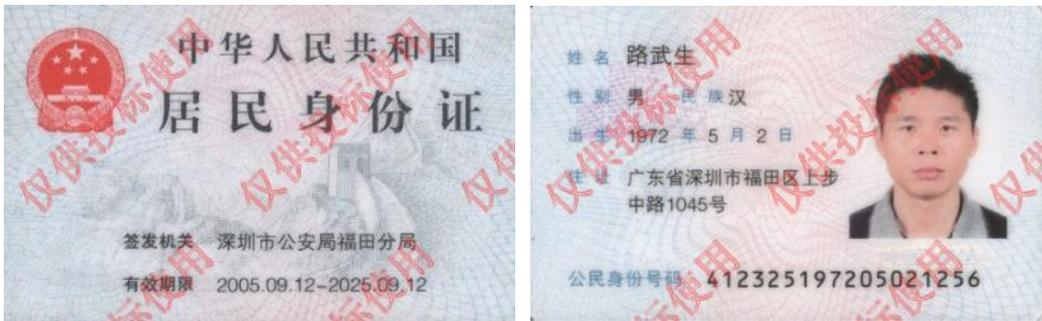 中华人民共和国
居民身份证
签发机关 深圳市公安局福田分局
有效期限 2005.09.12-2025.09.12
仅供投标使用
仅供投标使用
姓名 路武生
性别 男 民族 汉
出生 1972 年 5 月 2 日
住址 广东省深圳市福田区上步
中路1045号
公民身份号码 412325197205021256
仅供投标使用
仅供投标使用